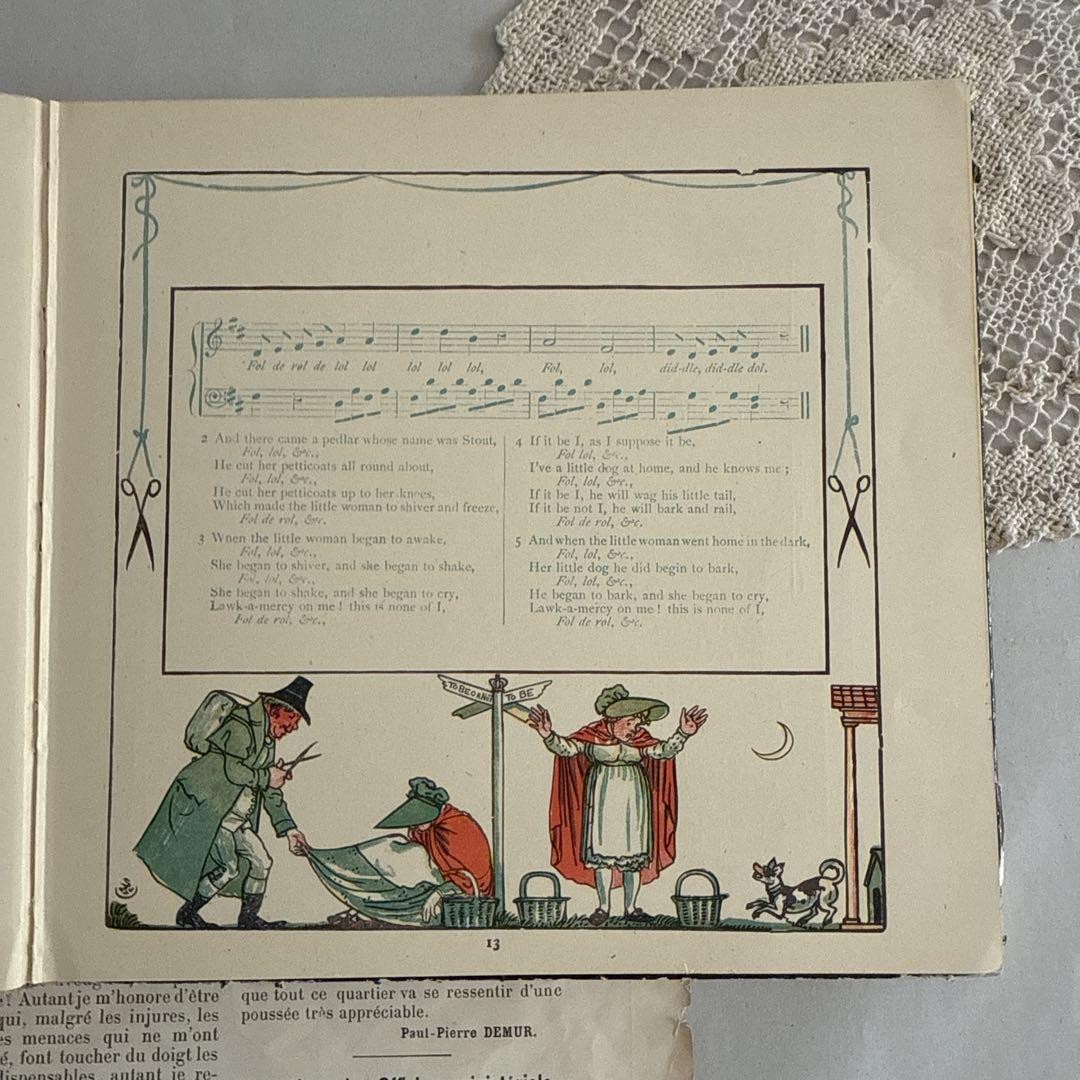 Fol de rol de lol lol lol lol lol, Fol, lol, did-dle, did-dle dol.
2 And there came a pedlar whose name was Stout,
Fol, lol, &c.,
He cut her petticoats all round about,
Fol, lol, &c.,
He cut her petticoats up to her knees,
Which made the little woman to shiver and freeze,
Fol de rol, &c.
3 When the little woman began to awake,
Fol, lol, &c.,
She began to shiver, and she began to shake,
Fol, lol, &c.,
She began to shake, and she began to cry,
Lawk-a-mercy on me! this is none of I,
Fol de rol, &c.,
4 If it be I, as I suppose it be,
Fol lol, &c.,
I've a little dog at home, and he knows me;
Fol, lol, &c.,
If it be I, he will wag his little tail,
If it be not I, he will bark and rail,
Fol de rol, &c.
5 And when the little woman went home in the dark,
Fol, lol, &c.,
Her little dog he did begin to bark,
Fol, lol, &c.,
He began to bark, and she began to cry,
Lawk-a-mercy on me! this is none of I,
Fol de rol, &c.
TO BE OR NOT TO BE
13
! Autant je m'honore d'être
qui, malgré les injures, les
es menaces qui ne m'ont
é, font toucher du doigt les
dispensables, autant je re-
que tout ce quartier va se ressentir d'une
poussée très appréciable.
Paul-Pierre DEMUR.